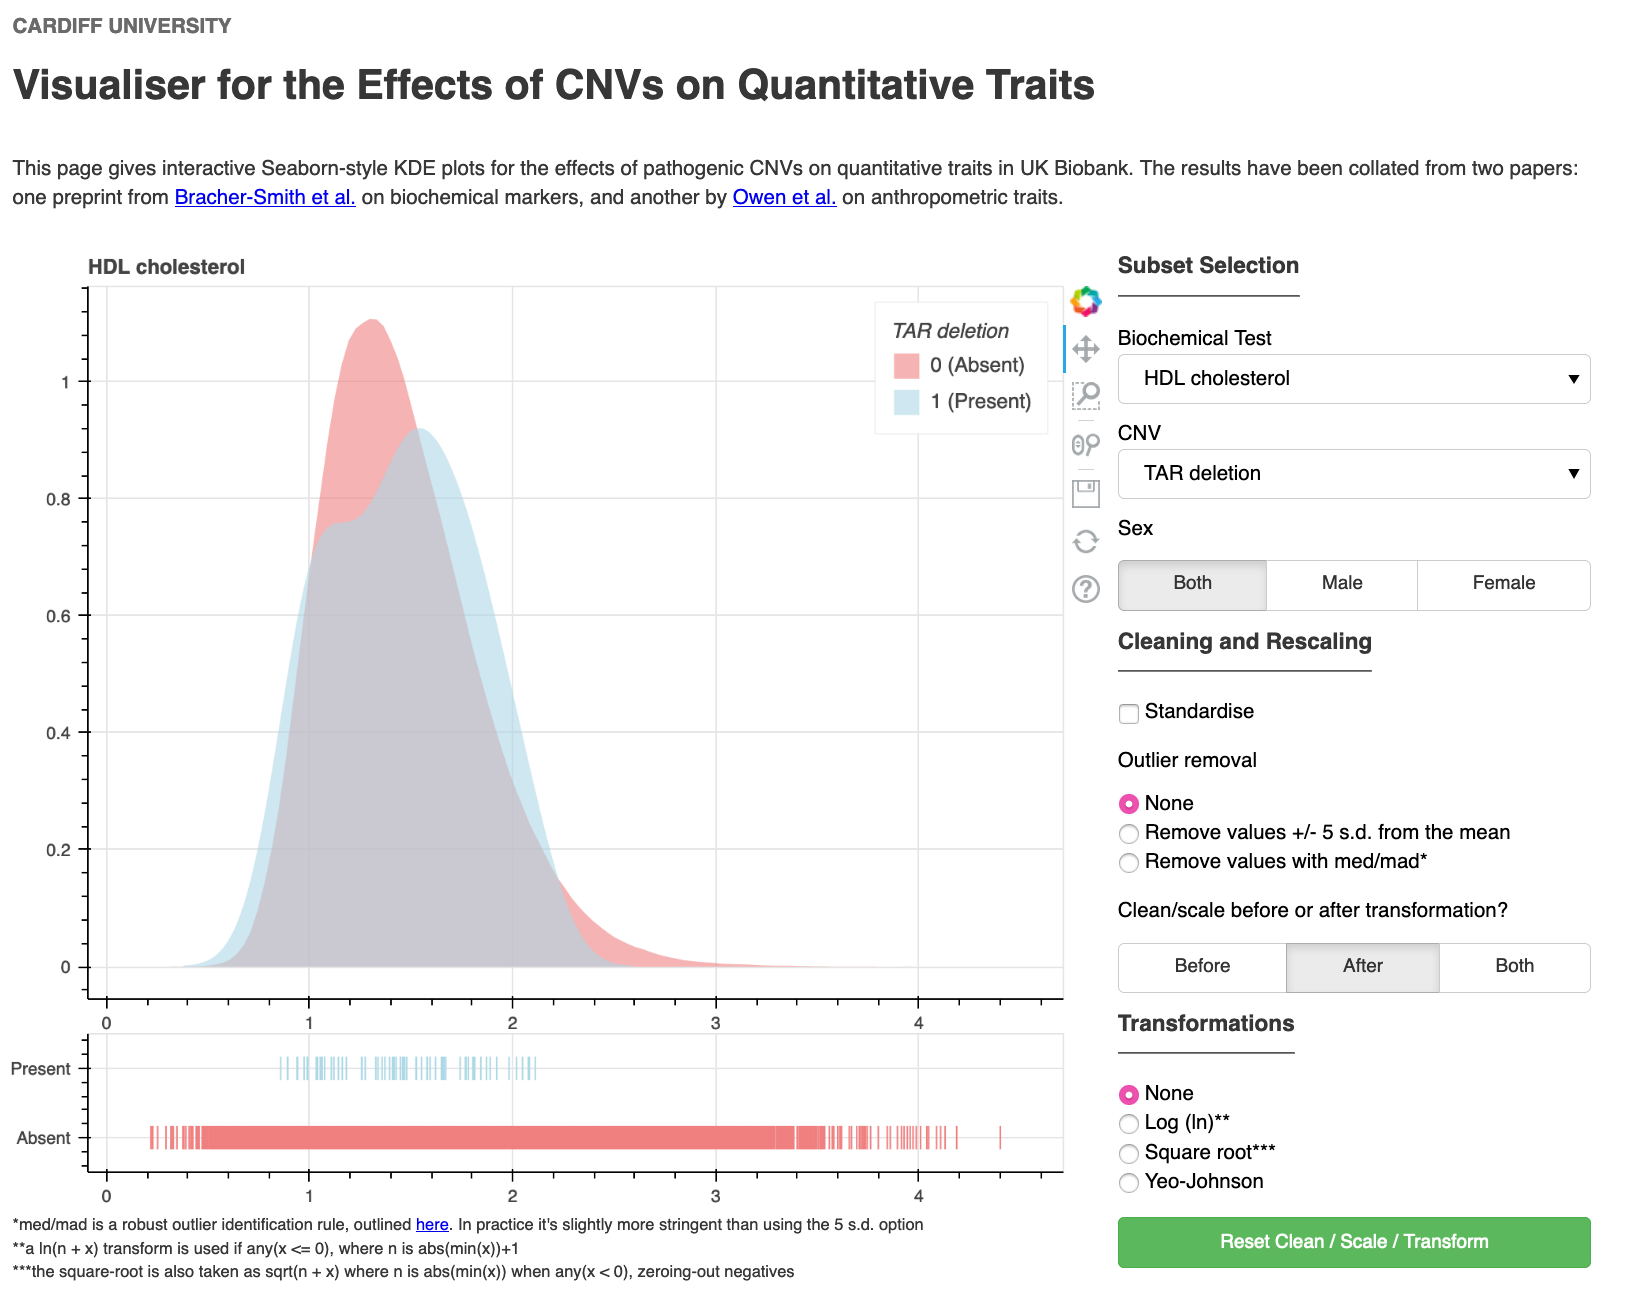 CARDIFF UNIVERSITY
Visualiser for the Effects of CNVs on Quantitative Traits
This page gives interactive Seaborn-style KDE plots for the effects of pathogenic CNVs on quantitative traits in UK Biobank. The results have been collated from two papers:
one preprint from Bracher-Smith et al. on biochemical markers, and another by Owen et al. on anthropometric traits.
HDL cholesterol
TAR deletion
0 (Absent)
1 (Present)
1
0.8
0.6
0.4
0.2
0
0 1 2 3 4
Present
Absent
0 1 2 3 4
*med/mad is a robust outlier identification rule, outlined here. In practice it's slightly more stringent than using the 5 s.d. option
**a ln(n + x) transform is used if any(x <= 0), where n is abs(min(x))+1
***the square-root is also taken as sqrt(n + x) where n is abs(min(x)) when any(x < 0), zeroing-out negatives
Subset Selection
Biochemical Test
HDL cholesterol
CNV
TAR deletion
Sex
Both Male Female
Cleaning and Rescaling
Standardise
Outlier removal
None
Remove values +/- 5 s.d. from the mean
Remove values with med/mad*
Clean/scale before or after transformation?
Before After Both
Transformations
None
Log (ln)**
Square root***
Yeo-Johnson
Reset Clean / Scale / Transform